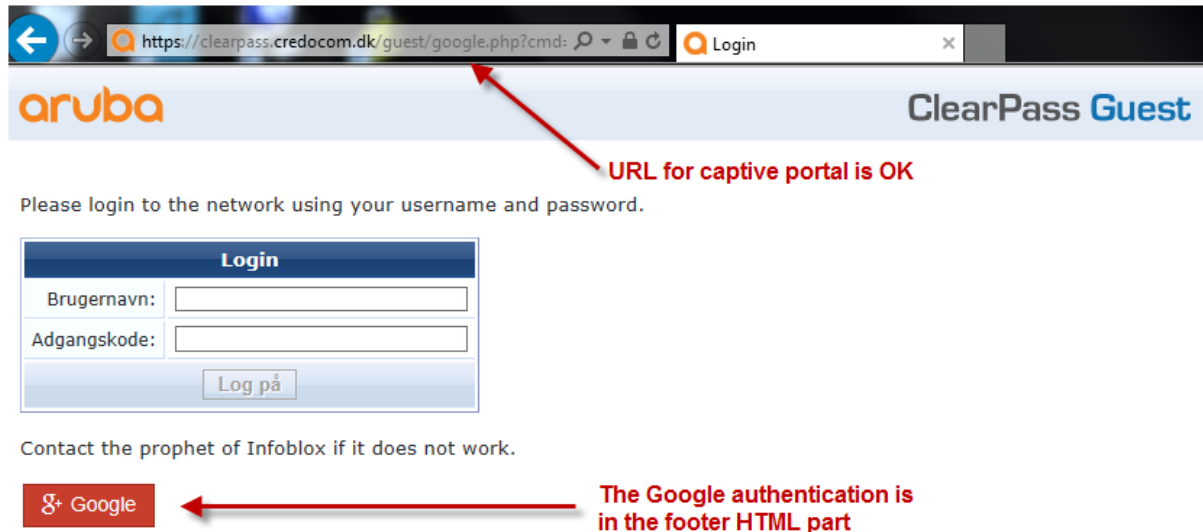 https://clearpass.credocom.dk/guest/google.php?cmd=
Login
aruba
ClearPass Guest
URL for captive portal is OK
Please login to the network using your username and password.
Login
Brugernavn:
Adgangskode:
Log på
Contact the prophet of Infoblox if it does not work.
g+ Google
The Google authentication is
in the footer HTML part